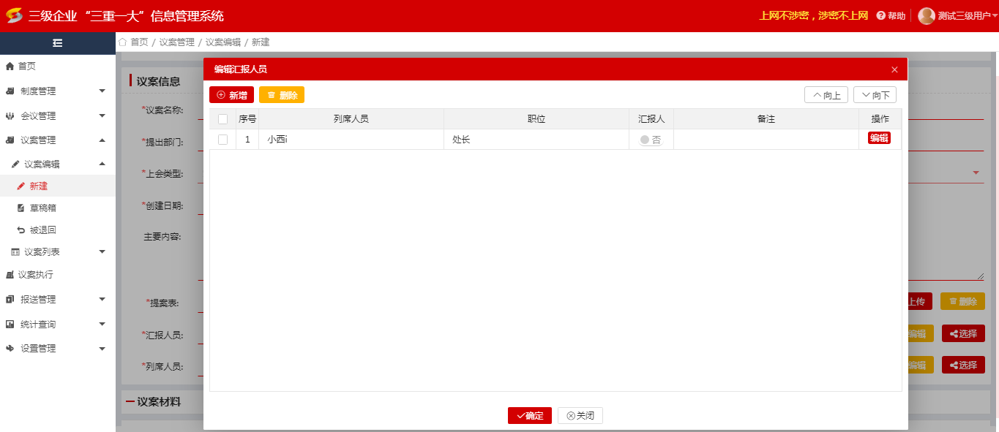 三级企业“三重一大”信息管理系统
上网不涉密，涉密不上网
帮助
测试三级用户
首页 / 议案管理 / 议案编辑 / 新建
首页
制度管理
会议管理
议案管理
议案编辑
新建
草稿箱
被退回
议案列表
议案执行
报送管理
统计查询
设置管理
议案信息
*议案名称:
*提出部门:
*上会类型:
*创建日期:
主要内容:
*提案表:
*汇报人员:
*列席人员:
议案材料
编辑汇报人员
新增 删除 向上 向下
序号 列席人员 职位 汇报人 备注 操作
1 小西i 处长 否 编辑
确定 关闭
上传 删除
编辑 选择
编辑 选择